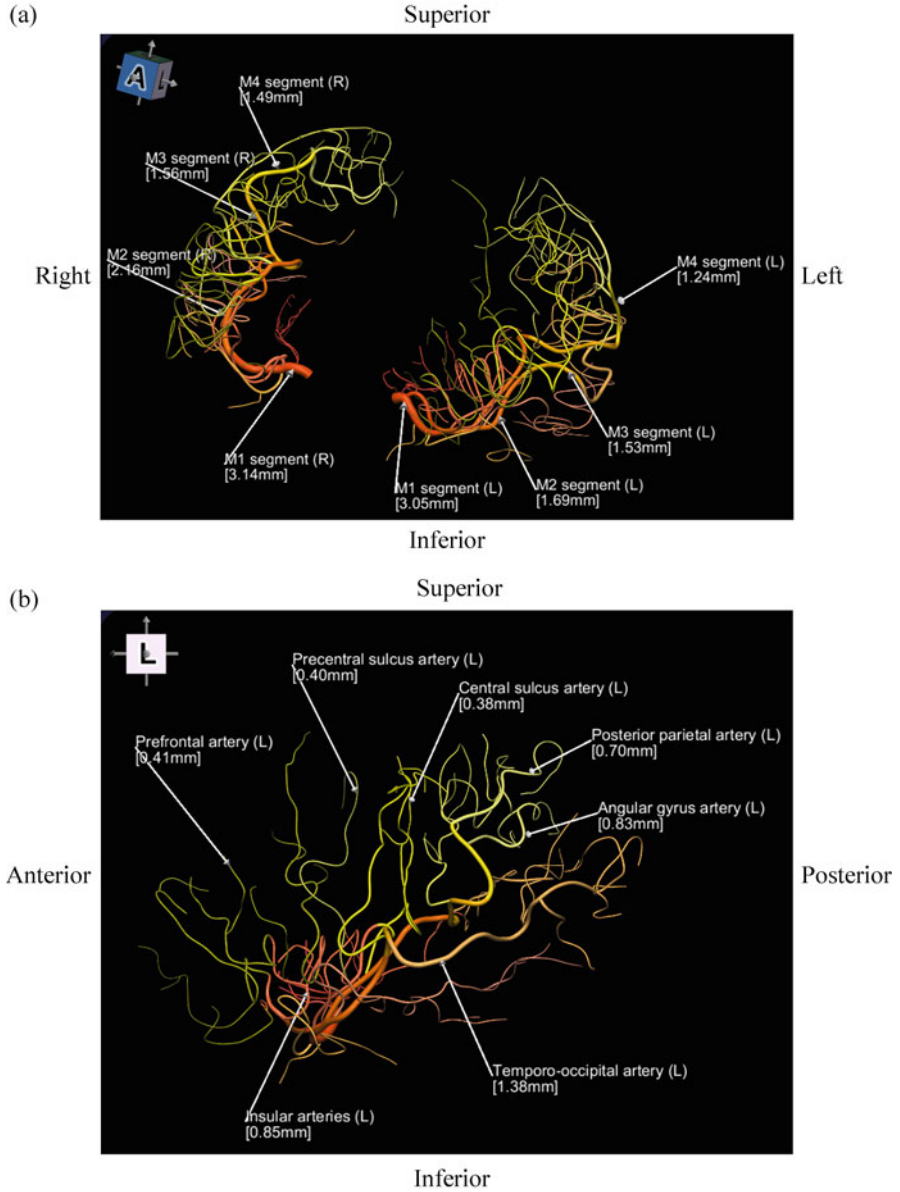 (a)
Superior
A
M4 segment (R)
[1.49mm]
M3 segment (R)
[1.56mm]
M2 segment (R)
[2.16mm]
Right
Left
M4 segment (L)
[1.24mm]
M3 segment (L)
[1.53mm]
M1 segment (R)
[3.14mm]
M1 segment (L)
[3.05mm]
M2 segment (L)
[1.69mm]
Inferior
(b)
Superior
L
Precentral sulcus artery (L)
[0.40mm]
Central sulcus artery (L)
[0.38mm]
Prefrontal artery (L)
[0.41mm]
Posterior parietal artery (L)
[0.70mm]
Angular gyrus artery (L)
[0.83mm]
Anterior
Posterior
Temporo-occipital artery (L)
[1.38mm]
Insular arteries (L)
[0.85mm]
Inferior